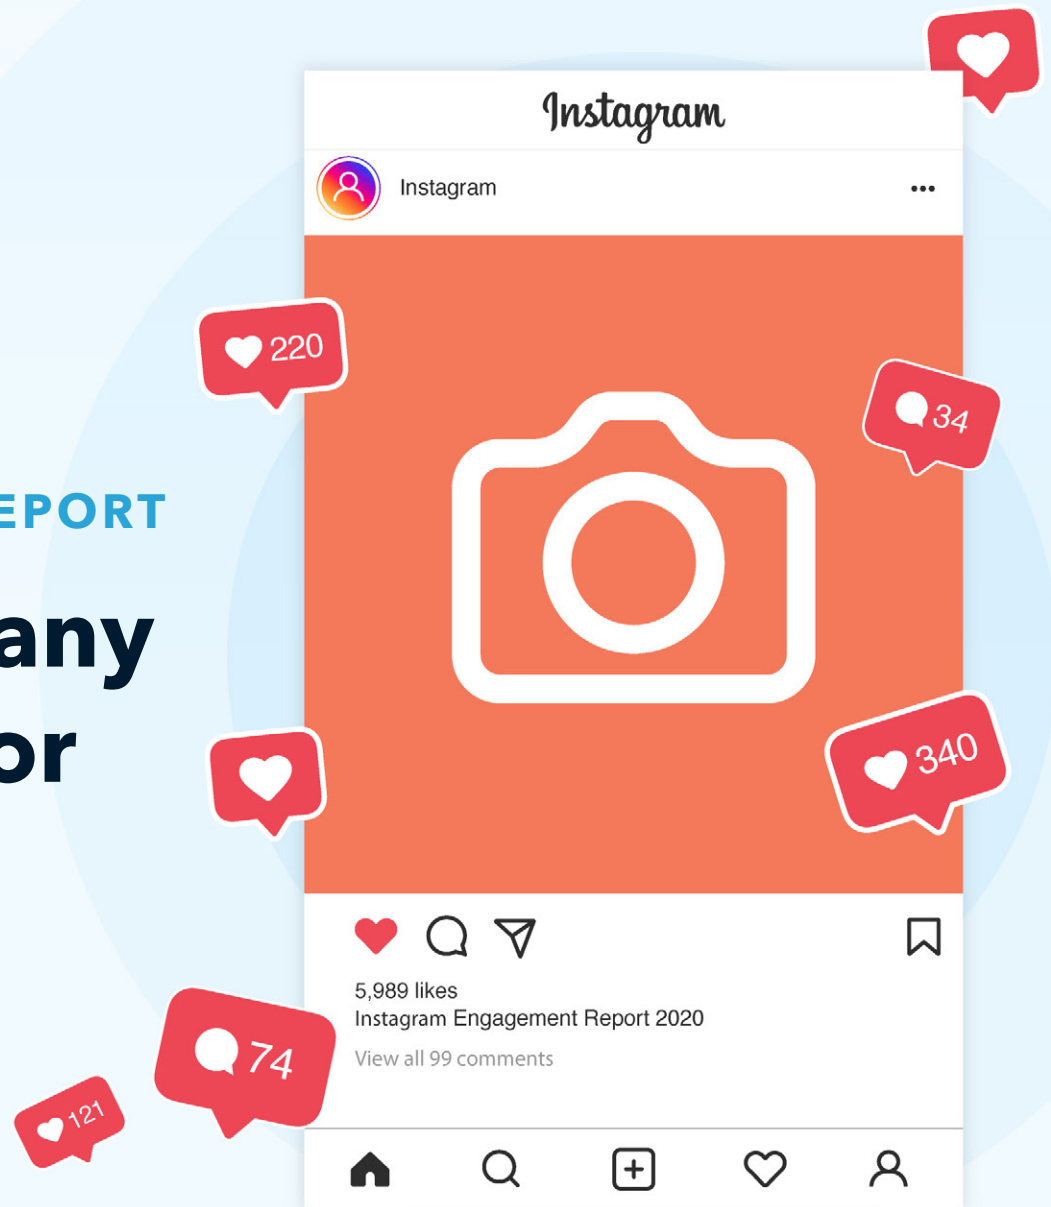 Instagram
Instagram
220
34
EPORT
any
or
340
5,989 likes
Instagram Engagement Report 2020
View all 99 comments
74
121